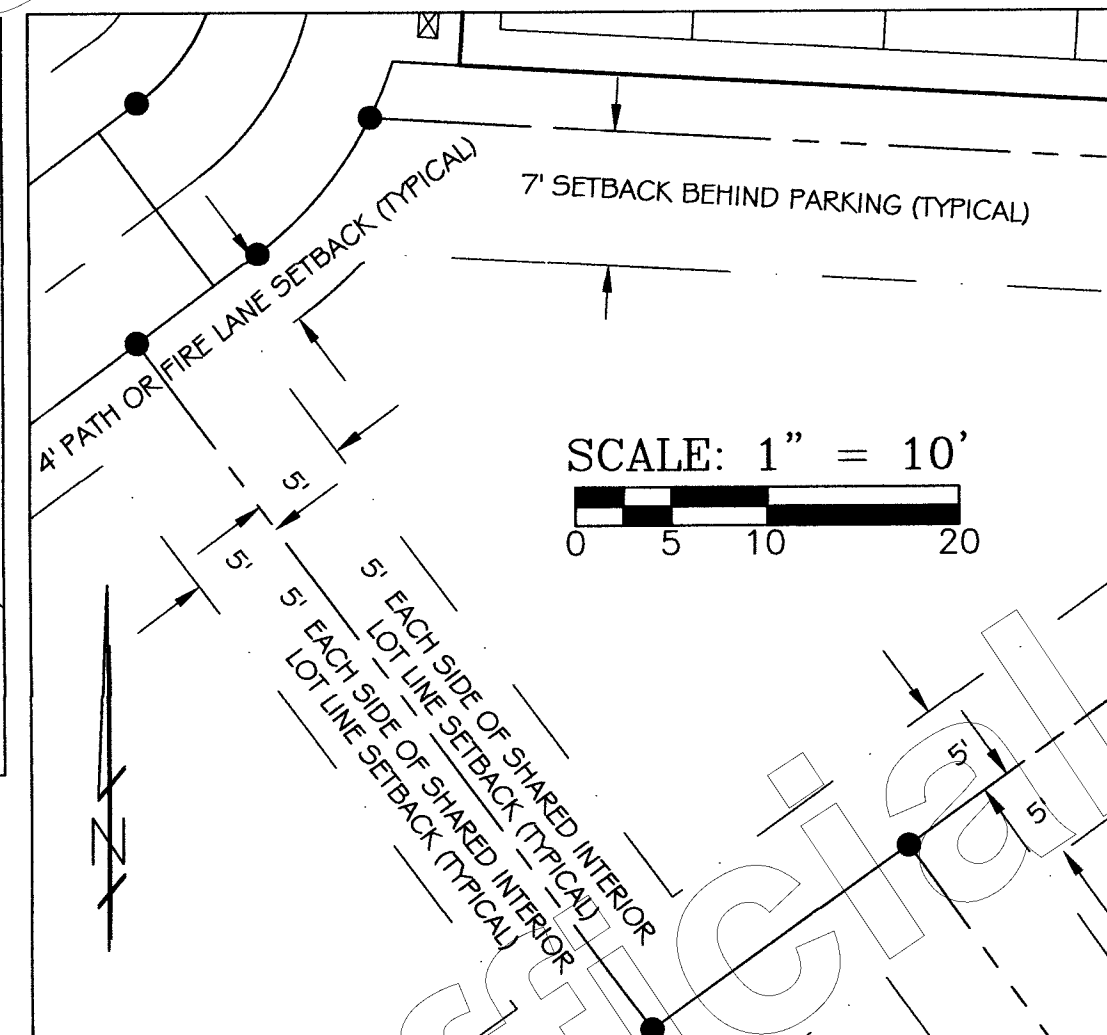 7' SETBACK BEHIND PARKING (TYPICAL)
4' PATH OR FIRE LANE SETBACK (TYPICAL)
SCALE: 1" = 10'
0 5 10 20
5'
5'
5' EACH SIDE OF SHARED INTERIOR
LOT LINE SETBACK (TYPICAL)
5' EACH SIDE OF SHARED INTERIOR
LOT LINE SETBACK (TYPICAL)
5'
5'
N
fficial